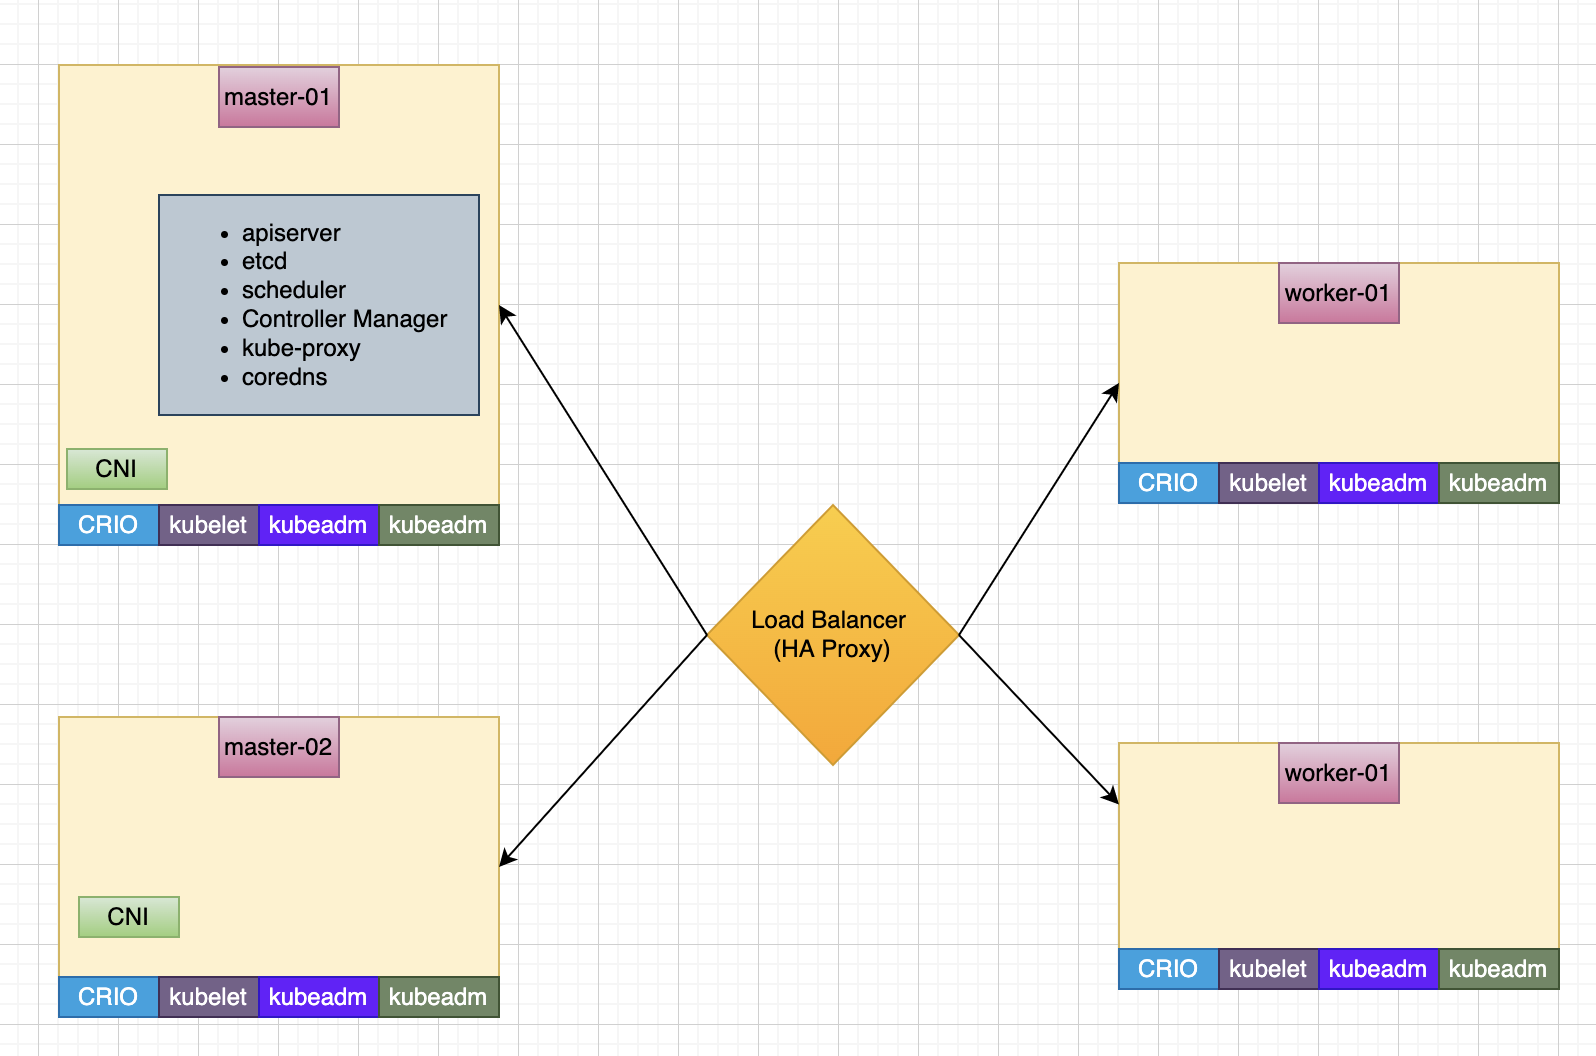 master-01
• apiserver
• etcd
• scheduler
• Controller Manager
• kube-proxy
• coredns
CNI
CRIO kubelet kubeadm kubeadm
master-02
CNI
CRIO kubelet kubeadm kubeadm
Load Balancer
(HA Proxy)
worker-01
CRIO kubelet kubeadm kubeadm
worker-01
CRIO kubelet kubeadm kubeadm